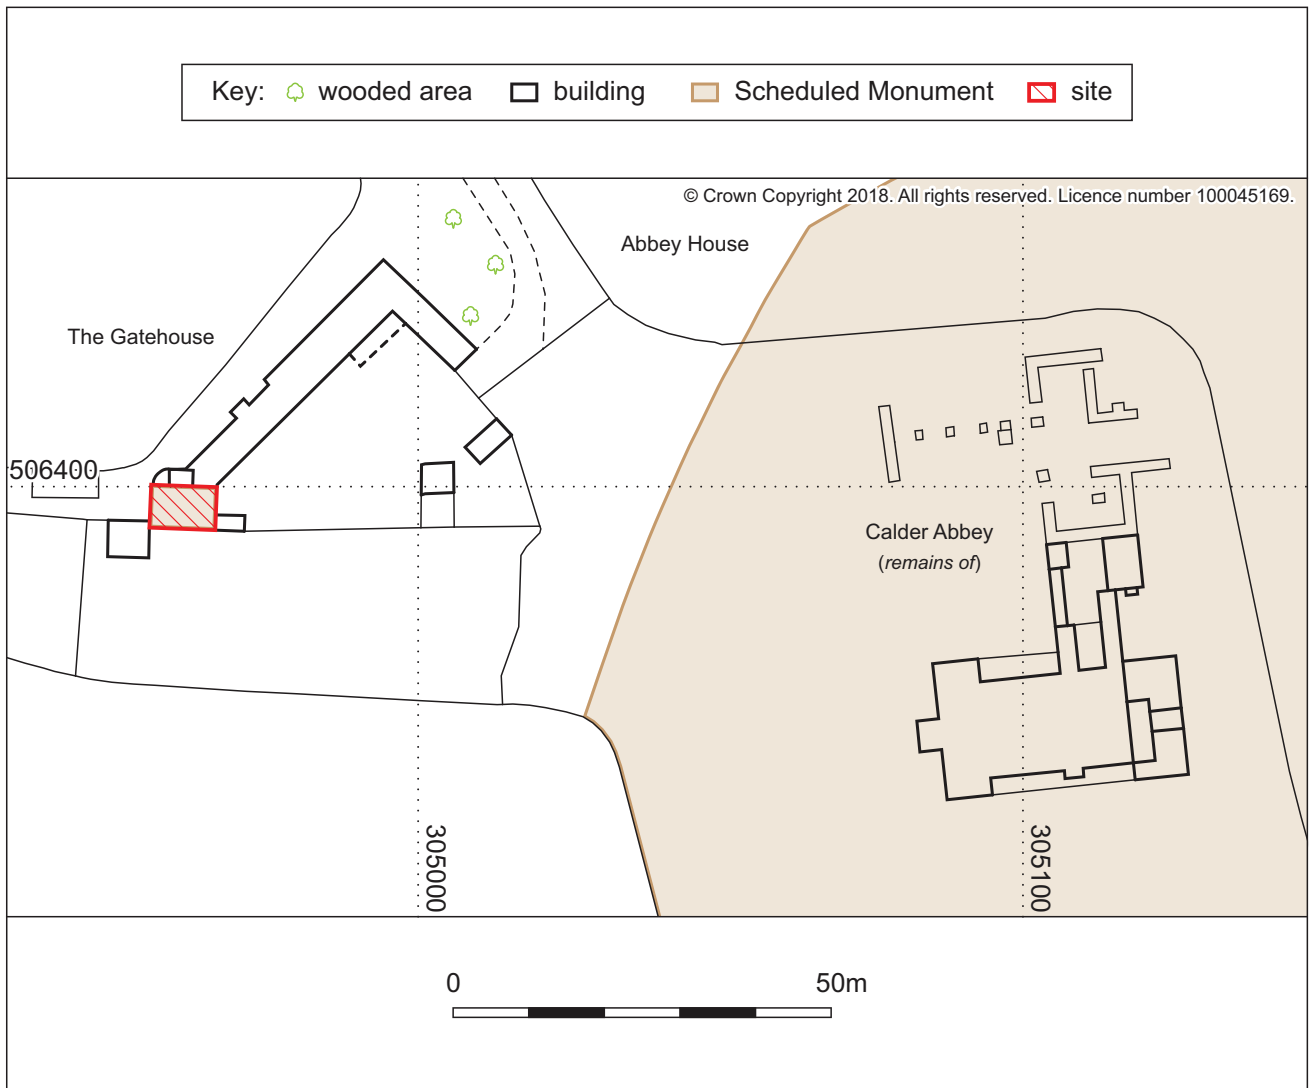 Key: wooded area building Scheduled Monument site
© Crown Copyright 2018. All rights reserved. Licence number 100045169.
Abbey House
The Gatehouse
506400
Calder Abbey
(remains of)
305000
305100
0 50m